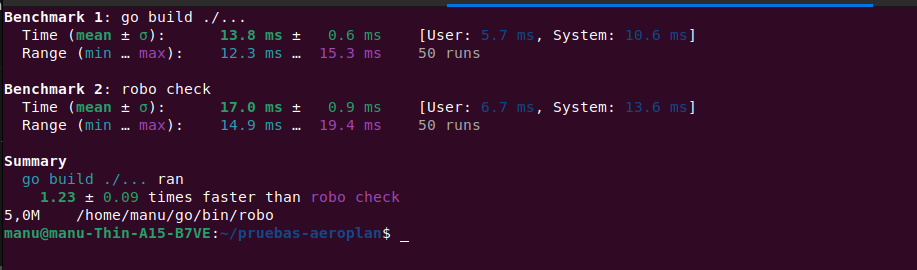 Benchmark 1: go build ./...
  Time (mean ± σ):      13.8 ms ±   0.6 ms    [User: 5.7 ms, System: 10.6 ms]
  Range (min … max):    12.3 ms …  15.3 ms    50 runs

Benchmark 2: robo check
  Time (mean ± σ):      17.0 ms ±   0.9 ms    [User: 6.7 ms, System: 13.6 ms]
  Range (min … max):    14.9 ms …  19.4 ms    50 runs

Summary
  go build ./... ran
    1.23 ± 0.09 times faster than robo check
5,0M    /home/manu/go/bin/robo
manu@manu-Thin-A15-B7VE:~/pruebas-aeroplan$ _